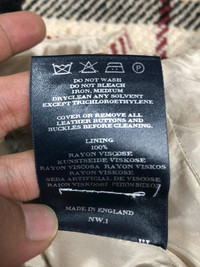 P
DO NOT WASH
DO NOT BLEACH
IRON, MEDIUM
DRYCLEAN ANY SOLVENT
EXCEPT TRICHLOROETHYLENE
COVER OR REMOVE ALL
LEATHER BUTTONS AND
BUCKLES BEFORE CLEANING.
LINING
100%
RAYON VISCOSE
KUNSTSEIDE VISKOSE
RAYON VISCOSA RAYON VISKOS
RAYON VISCOSE
SEDA ARTIFICIAL DE VISCOSE
MADE IN ENGLAND
NW.1